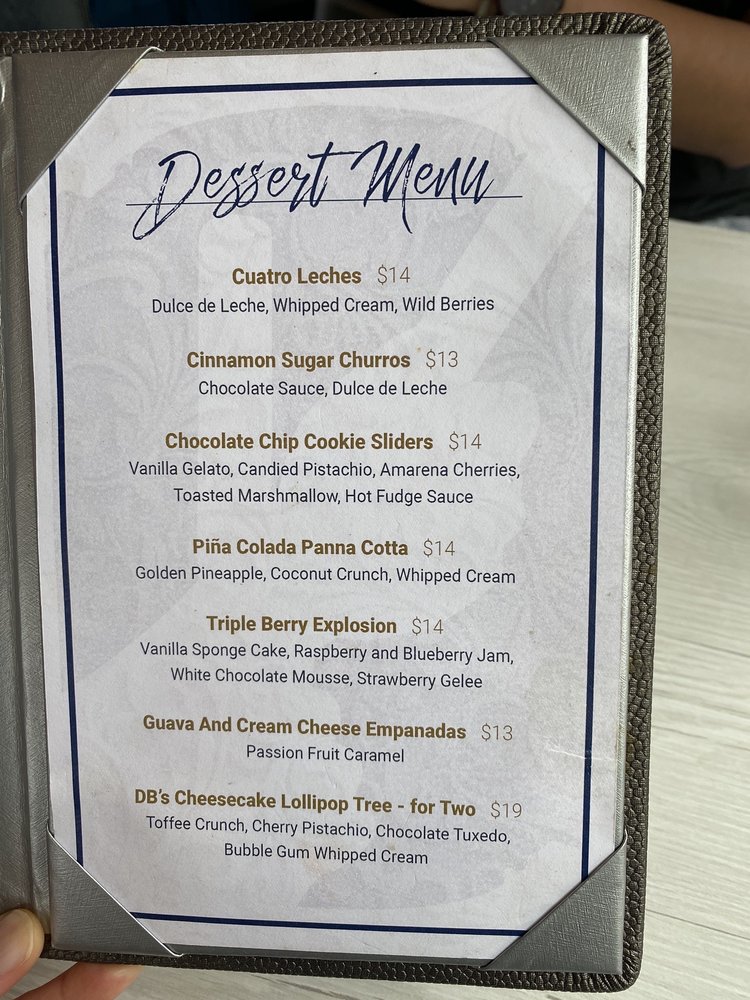 Dessert Menu
Cuatro Leches $14
Dulce de Leche, Whipped Cream, Wild Berries
Cinnamon Sugar Churros $13
Chocolate Sauce, Dulce de Leche
Chocolate Chip Cookie Sliders $14
Vanilla Gelato, Candied Pistachio, Amarena Cherries,
Toasted Marshmallow, Hot Fudge Sauce
Piña Colada Panna Cotta $14
Golden Pineapple, Coconut Crunch, Whipped Cream
Triple Berry Explosion $14
Vanilla Sponge Cake, Raspberry and Blueberry Jam,
White Chocolate Mousse, Strawberry Gelee
Guava And Cream Cheese Empanadas $13
Passion Fruit Caramel
DB's Cheesecake Lollipop Tree - for Two $19
Toffee Crunch, Cherry Pistachio, Chocolate Tuxedo,
Bubble Gum Whipped Cream